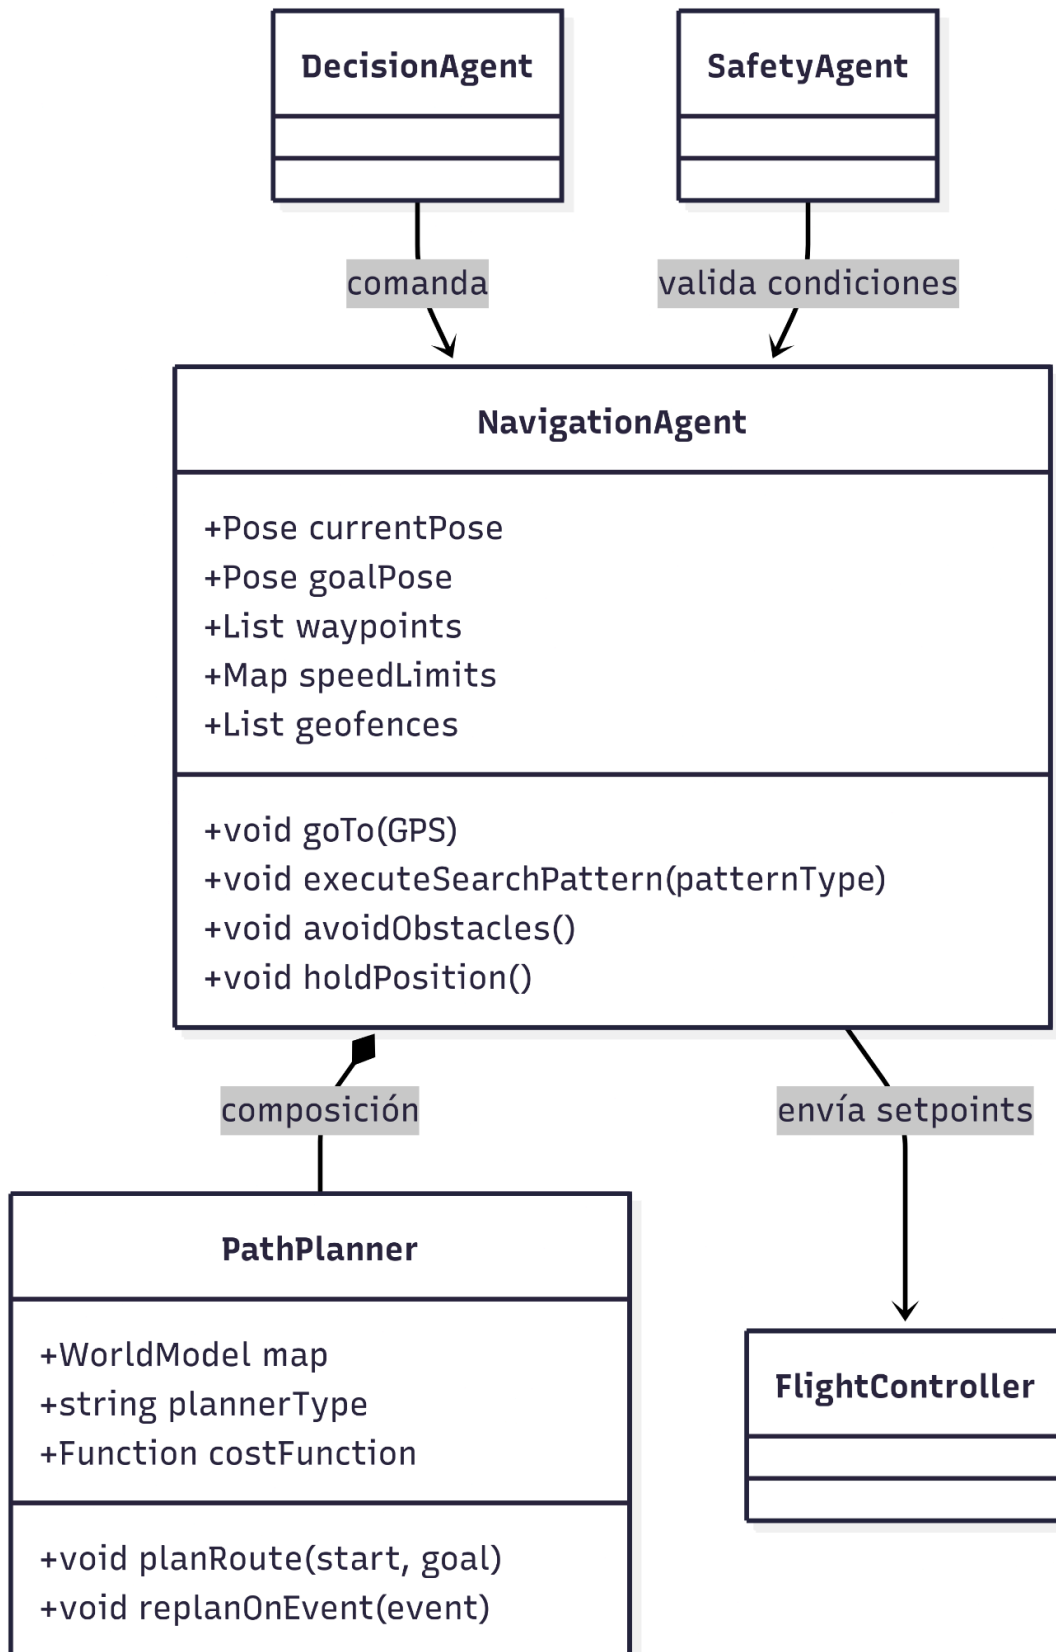 DecisionAgent
SafetyAgent
comanda
valida condiciones
NavigationAgent
+Pose currentPose
+Pose goalPose
+List waypoints
+Map speedLimits
+List geofences
+void goTo(GPS)
+void executeSearchPattern(patternType)
+void avoidObstacles()
+void holdPosition()
composición
envía setpoints
PathPlanner
+WorldModel map
+string plannerType
+Function costFunction
+void planRoute(start, goal)
+void replanOnEvent(event)
FlightController